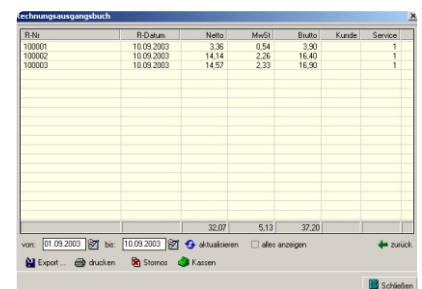 Rechnungsausgangsbuch
R-Nr R-Datum Netto MwSt Brutto Kunde Service
100001 10.09.2003 3,36 0,54 3,90 1
100002 10.09.2003 14,14 2,26 16,40 1
100003 10.09.2003 14,57 2,33 16,90 1
32,07 5,13 37,20
von: 01.09.2003 bis: 10.09.2003 aktualisieren alles anzeigen zurück
Export ... drucken Stornos Kassen
Schließen